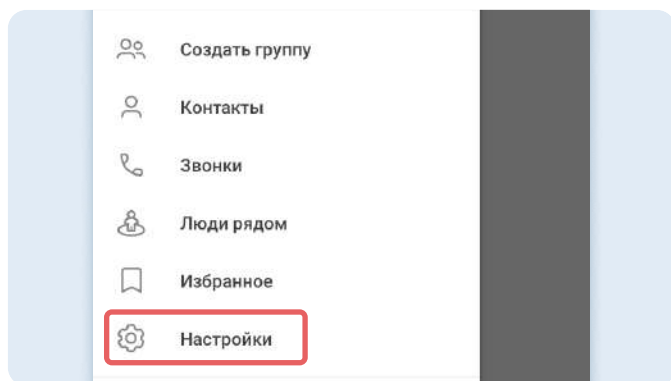 Создать группу
Контакты
Звонки
Люди рядом
Избранное
Настройки